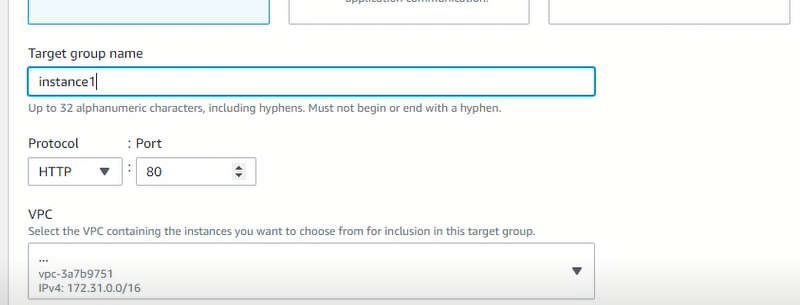 application communication.
Target group name
instance1
Up to 32 alphanumeric characters, including hyphens. Must not begin or end with a hyphen.
Protocol : Port
HTTP : 80
VPC
Select the VPC containing the instances you want to choose from for inclusion in this target group.
...
vpc-3a7b9751
IPv4: 172.31.0.0/16